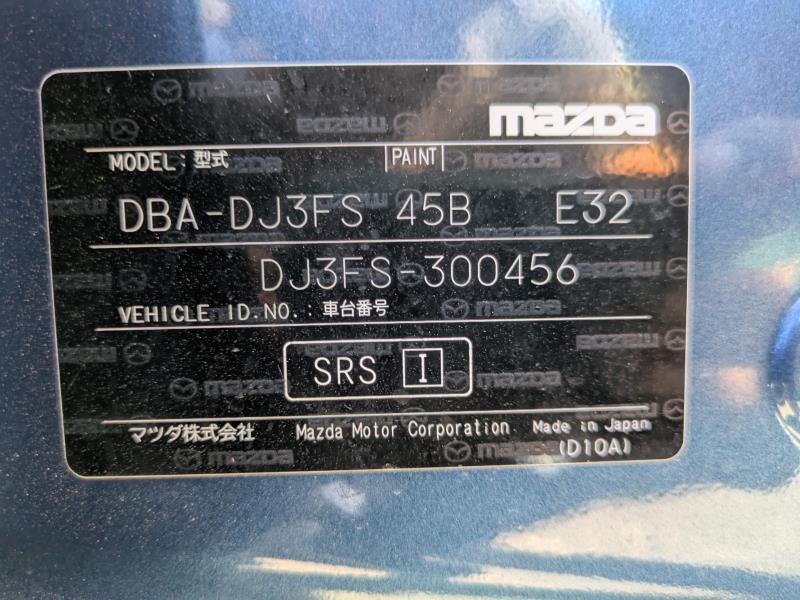 mazda
MODEL: 型式 PAINT
DBA-DJ3FS 45B E32
DJ3FS-300456
VEHICLE ID.NO.: 車台番号
SRS I
マツダ株式会社 Mazda Motor Corporation Made in Japan
(D10A)